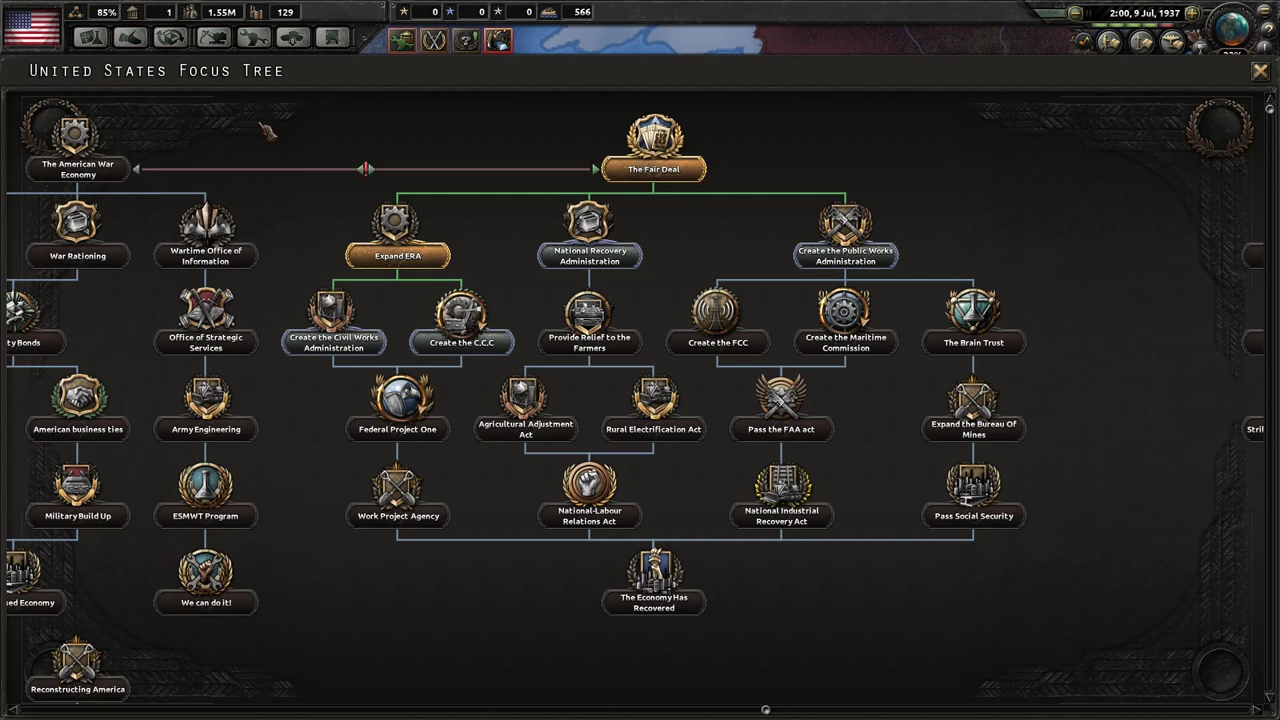 85% 1 1.55M 129 0 0 0 566 2:00, 9 Jul, 1937
United States Focus Tree
The American War
Economy
The Fair Deal
War Rationing
Wartime Office of
Information
Expand ERA
National Recovery
Administration
Create the Public Works
Administration
ty Bonds
Office of Strategic
Services
Create the Civil Works
Administration
Create the C.C.C
Provide Relief to the
Farmers
Create the FCC
Create the Maritime
Commission
The Brain Trust
American business ties
Army Engineering
Federal Project One
Agricultural Adjustment
Act
Rural Electrification Act
Pass the FAA act
Expand the Bureau Of
Mines
Military Build Up
ESMWT Program
Work Project Agency
National-Labour
Relations Act
National Industrial
Recovery Act
Pass Social Security
sed Economy
We can do it!
The Economy Has
Recovered
Reconstructing America